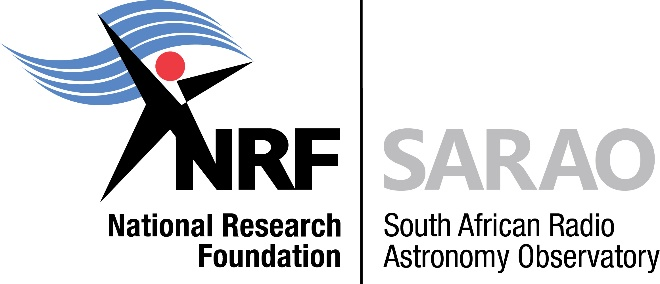 NRF
National Research
Foundation
SARAO
South African Radio
Astronomy Observatory